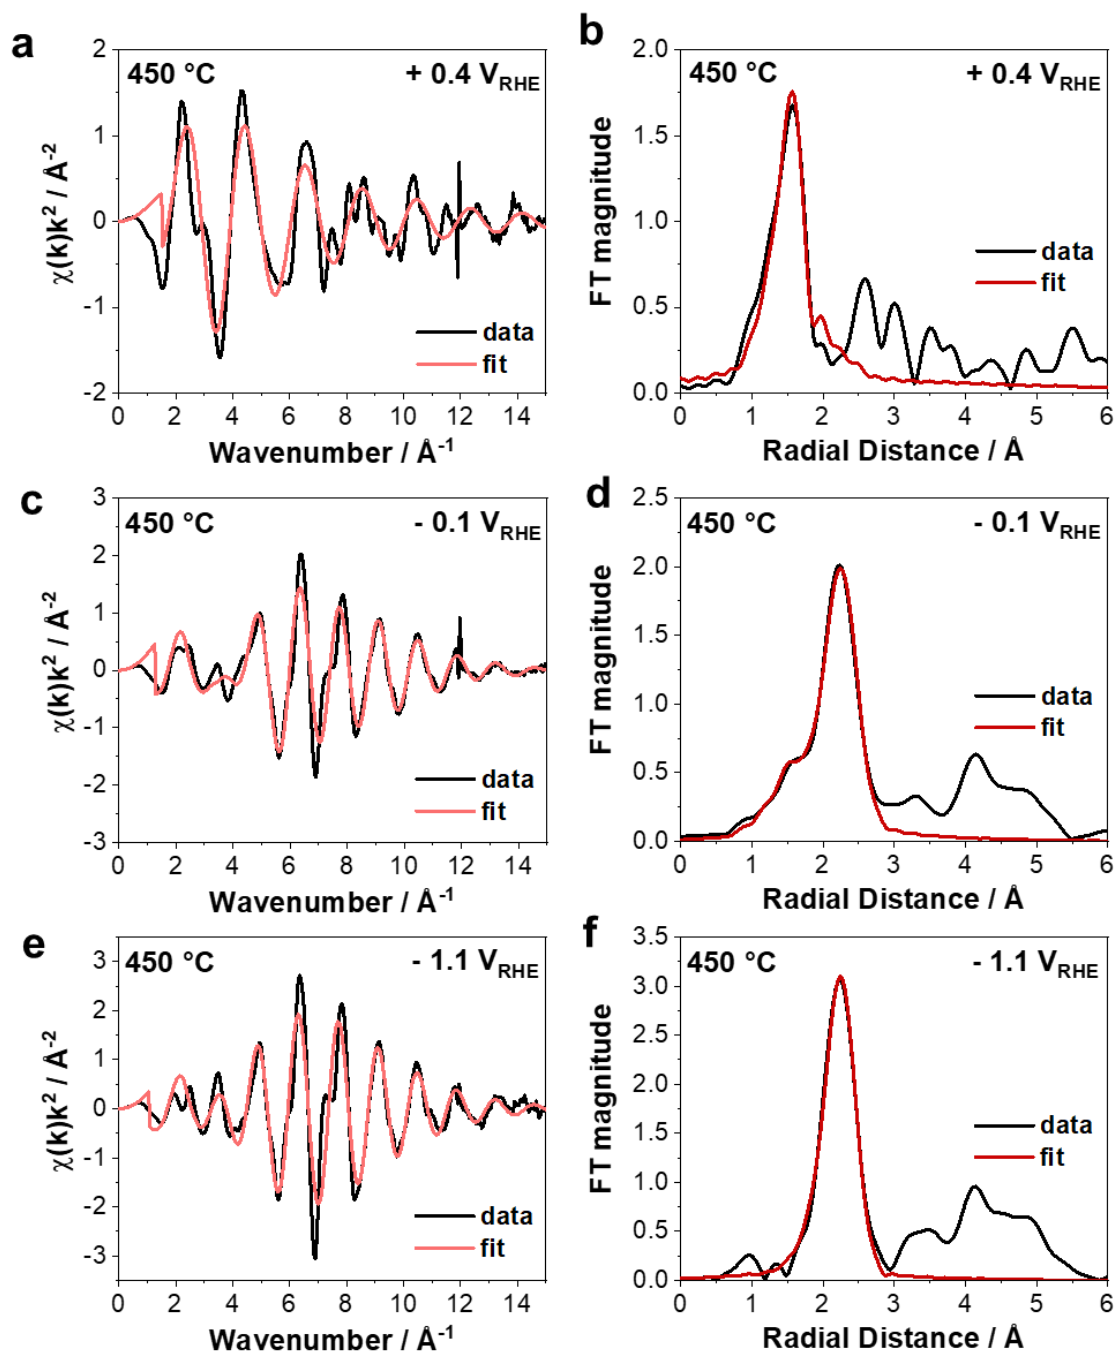 a
450 °C + 0.4 V_RHE
2
1
0
-1
-2
χ(k)k² / Å⁻²
data
fit
0 2 4 6 8 10 12 14
Wavenumber / Å⁻¹
b
450 °C + 0.4 V_RHE
2.0
1.5
1.0
0.5
0.0
FT magnitude
data
fit
0 1 2 3 4 5 6
Radial Distance / Å
c
450 °C - 0.1 V_RHE
3
2
1
0
-1
-2
-3
χ(k)k² / Å⁻²
data
fit
0 2 4 6 8 10 12 14
Wavenumber / Å⁻¹
d
450 °C - 0.1 V_RHE
2.5
2.0
1.5
1.0
0.5
0.0
FT magnitude
data
fit
0 1 2 3 4 5 6
Radial Distance / Å
e
450 °C - 1.1 V_RHE
3
2
1
0
-1
-2
-3
χ(k)k² / Å⁻²
data
fit
0 2 4 6 8 10 12 14
Wavenumber / Å⁻¹
f
450 °C - 1.1 V_RHE
3.5
3.0
2.5
2.0
1.5
1.0
0.5
0.0
FT magnitude
data
fit
0 1 2 3 4 5 6
Radial Distance / Å